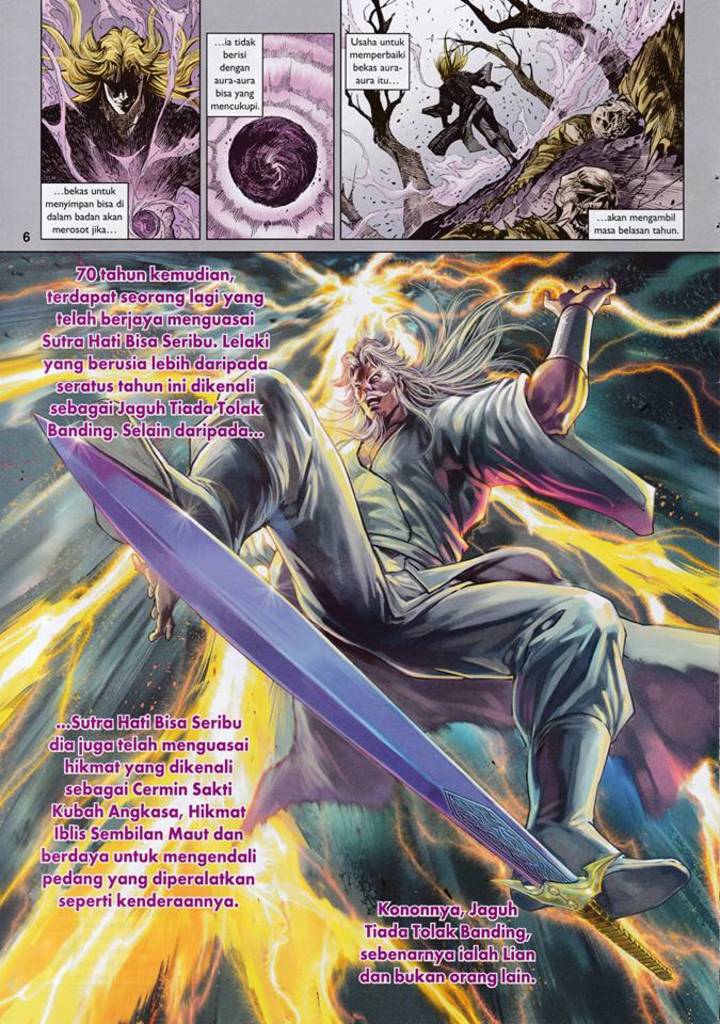 ...bekas untuk
menyimpan bisa di
dalam badan akan
merosot jika...
...ia tidak
berisi
dengan
aura-aura
bisa yang
mencukupi.
Usaha untuk
memperbaiki
bekas aura-
aura itu...
...akan mengambil
masa belasan tahun.
6
70 tahun kemudian,
terdapat seorang lagi yang
telah berjaya menguasai
Sutra Hati Bisa Seribu. Lelaki
yang berusia lebih daripada
seratus tahun ini dikenali
sebagai Jaguh Tiada Tolak
Banding. Selain daripada...
...Sutra Hati Bisa Seribu
dia juga telah menguasai
hikmat yang dikenali
sebagai Cermin Sakti
Kubah Angkasa, Hikmat
Iblis Sembilan Maut dan
berdaya untuk mengendali
pedang yang diperalatkan
seperti kenderaannya.
Kononnya, Jaguh
Tiada Tolak Banding,
sebenarnya ialah Lian
dan bukan orang lain.